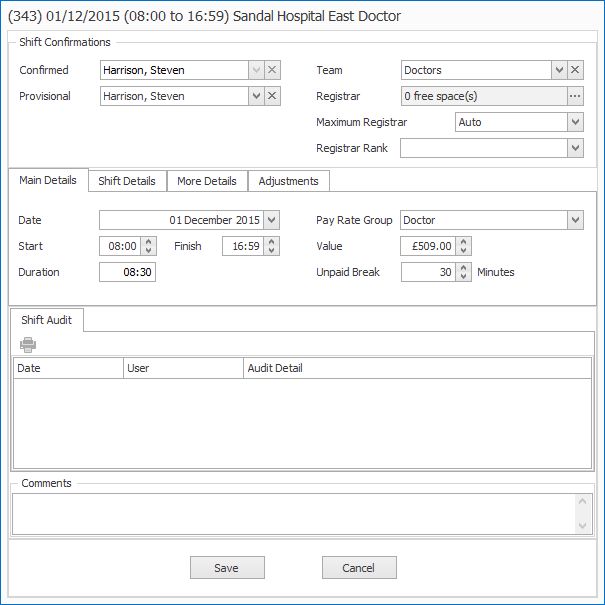 (343) 01/12/2015 (08:00 to 16:59) Sandal Hospital East Doctor
Shift Confirmations
Confirmed Harrison, Steven Team Doctors
Provisional Harrison, Steven Registrar 0 free space(s) ...
Maximum Registrar Auto
Registrar Rank
Main Details Shift Details More Details Adjustments
Date 01 December 2015 Pay Rate Group Doctor
Start 08:00 Finish 16:59 Value £509.00
Duration 08:30 Unpaid Break 30 Minutes
Shift Audit
Date User Audit Detail
Comments
Save Cancel